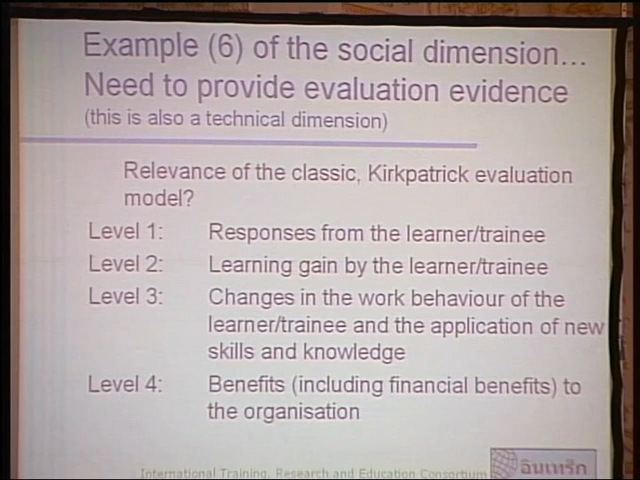 Example (6) of the social dimension...
Need to provide evaluation evidence
(this is also a technical dimension)
Relevance of the classic, Kirkpatrick evaluation
model?
Level 1: Responses from the learner/trainee
Level 2: Learning gain by the learner/trainee
Level 3: Changes in the work behaviour of the
learner/trainee and the application of new
skills and knowledge
Level 4: Benefits (including financial benefits) to
the organisation
International Training, Research and Education Consortium
อินเทร็ก